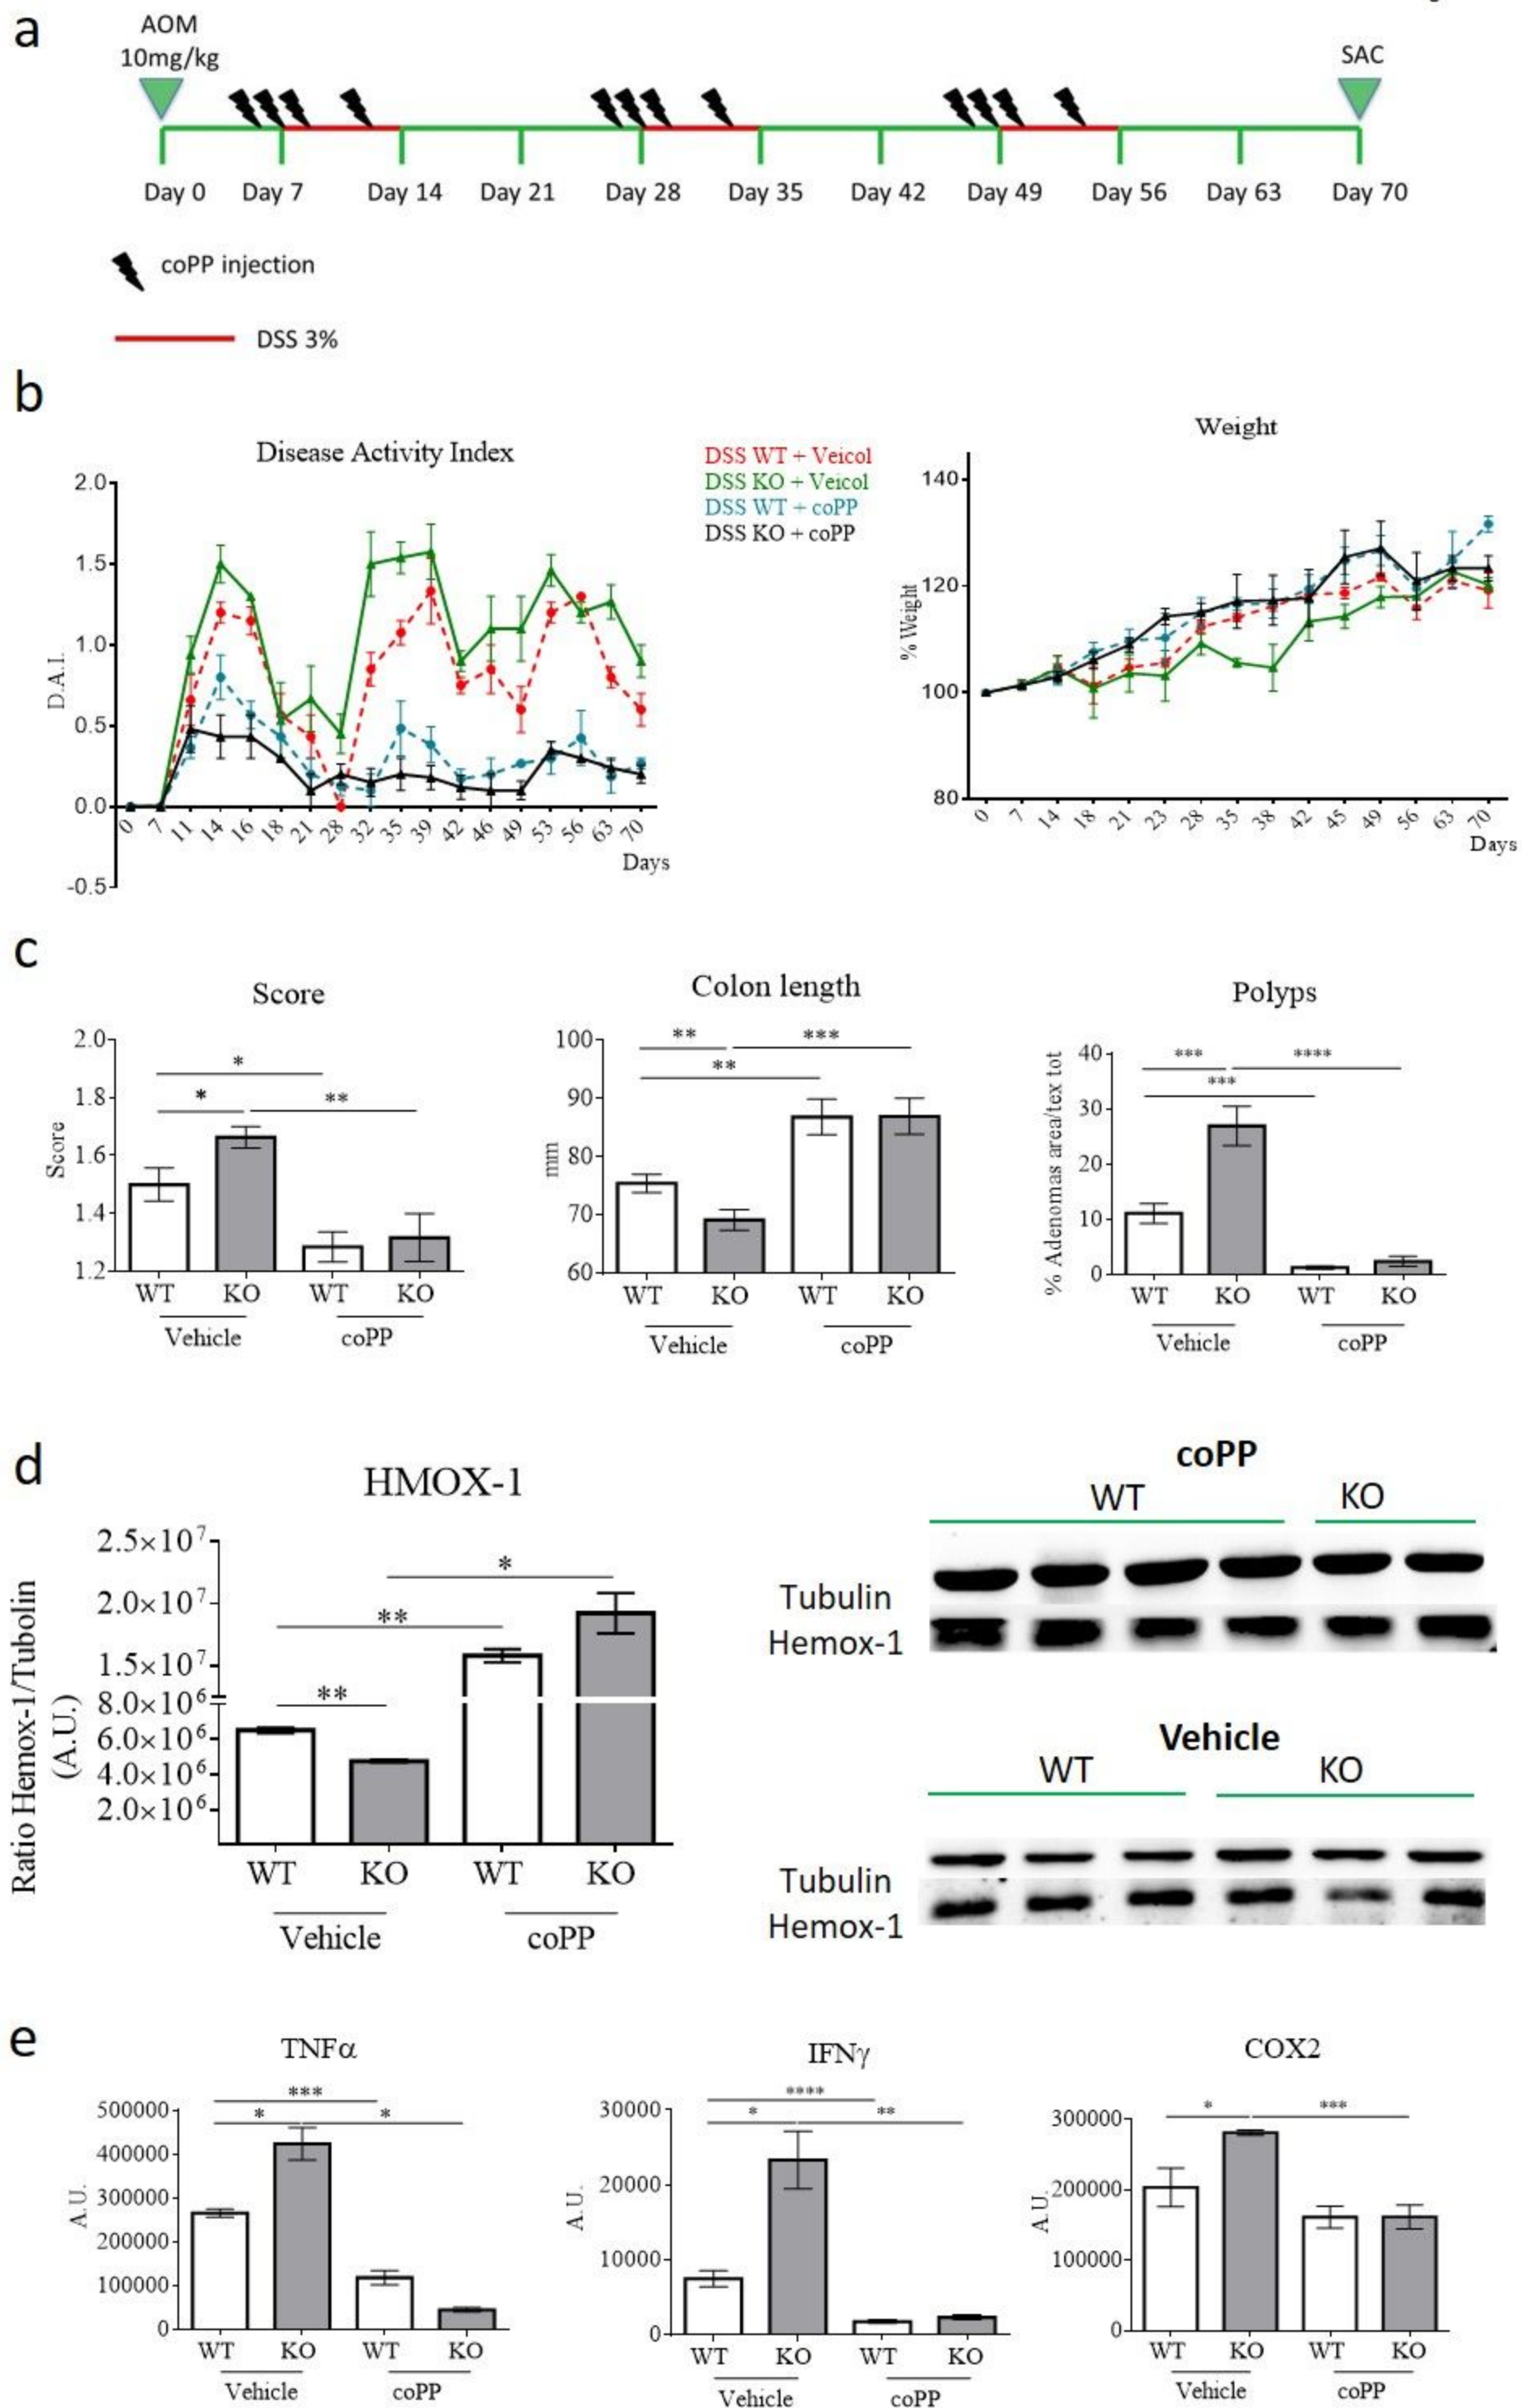 a
AOM
10mg/kg
SAC
Day 0 Day 7 Day 14 Day 21 Day 28 Day 35 Day 42 Day 49 Day 56 Day 63 Day 70
coPP injection
DSS 3%
b
Disease Activity Index
DSS WT + Veicol
DSS KO + Veicol
DSS WT + coPP
DSS KO + coPP
D.A.I.
2.0
1.5
1.0
0.5
0.0
-0.5
0 7 11 14 16 18 21 28 32 35 39 42 46 49 53 56 63 70
Days
Weight
% Weight
140
120
100
80
0 7 14 18 21 23 28 35 38 42 45 49 56 63 70
Days
c
Score
Score
2.0
1.8
1.6
1.4
1.2
*
*
**
WT KO WT KO
Vehicle coPP
Colon length
mm
100
90
80
70
60
** ***
**
WT KO WT KO
Vehicle coPP
Polyps
% Adenomas area/tex tot
40
30
20
10
0
*** ****
***
WT KO WT KO
Vehicle coPP
d
HMOX-1
Ratio Hemox-1/Tubolin
(A.U.)
2.5×10⁷
2.0×10⁷
1.5×10⁷
8.0×10⁶
6.0×10⁶
4.0×10⁶
2.0×10⁶
*
**
**
WT KO WT KO
Vehicle coPP
coPP
WT KO
Tubulin
Hemox-1
Vehicle
WT KO
Tubulin
Hemox-1
e
TNFα
A.U.
500000
400000
300000
200000
100000
0
***
* *
WT KO WT KO
Vehicle coPP
IFNγ
A.U.
30000
20000
10000
0
****
* **
WT KO WT KO
Vehicle coPP
COX2
A.U.
300000
200000
100000
0
* ***
WT KO WT KO
Vehicle coPP